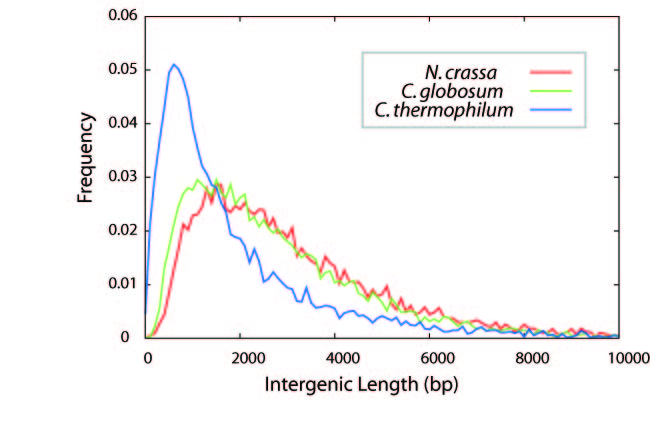 0.06
0.05
0.04
0.03
0.02
0.01
0
Frequency
N. crassa
C. globosum
C. thermophilum
0 2000 4000 6000 8000 10000
Intergenic Length (bp)